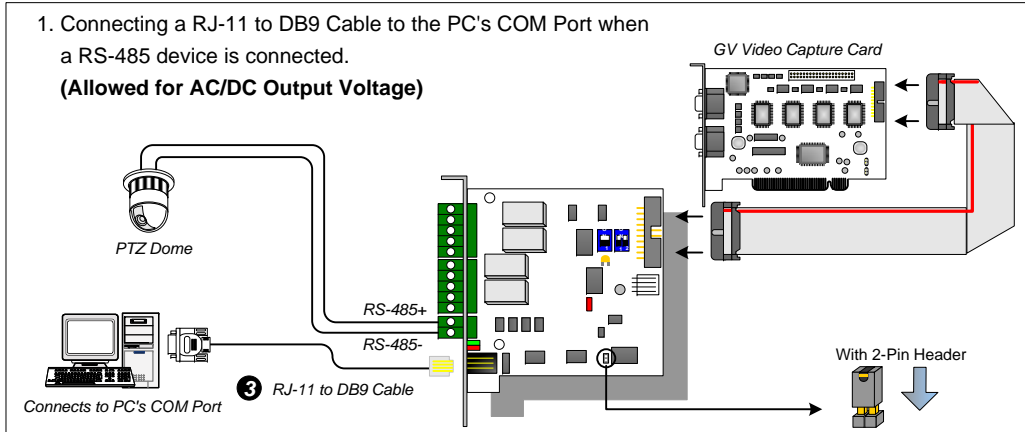 1. Connecting a RJ-11 to DB9 Cable to the PC's COM Port when
a RS-485 device is connected.
(Allowed for AC/DC Output Voltage)
GV Video Capture Card
PTZ Dome
RS-485+
RS-485-
❸ RJ-11 to DB9 Cable
Connects to PC's COM Port
With 2-Pin Header